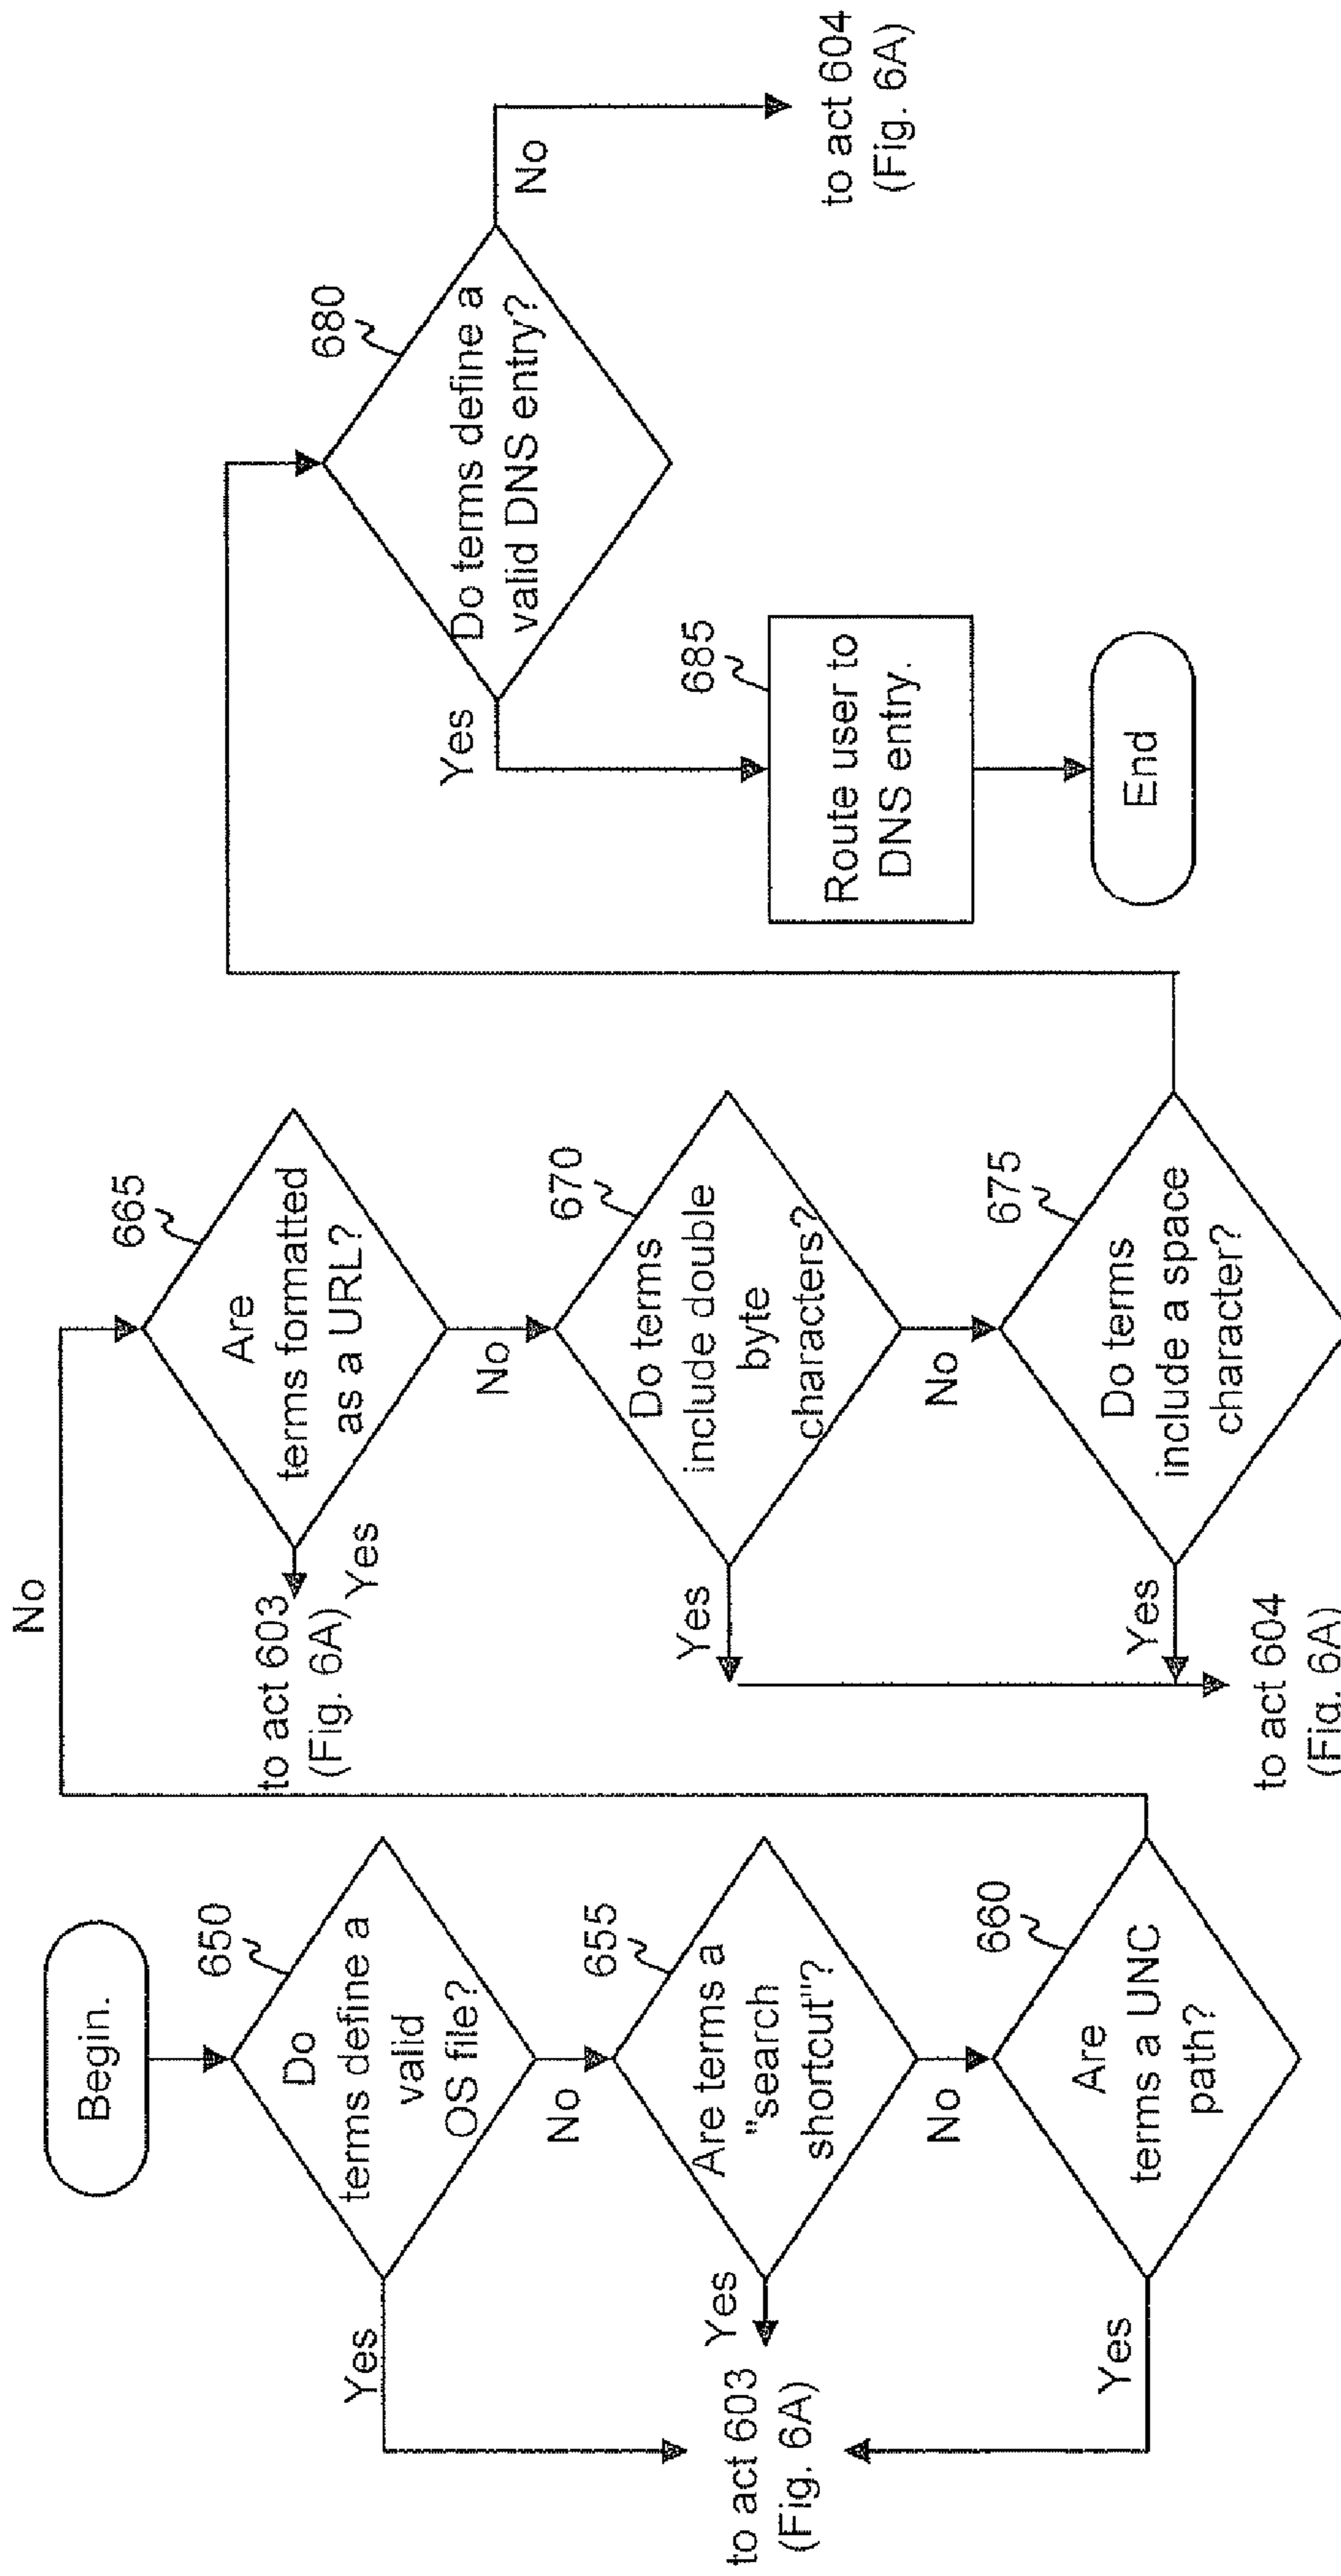 Begin.
650
Do
terms define a
valid
OS file?
Yes
No
655
Are terms a
"search
shortcut"?
Yes
to act 603
(Fig. 6A)
No
660
Are
terms a UNC
path?
Yes
No
665
Are
terms formatted
as a URL?
Yes
to act 603
(Fig. 6A)
No
670
Do terms
include double
byte
characters?
Yes
No
675
Do terms
include a space
character?
Yes
to act 604
(Fig. 6A)
680
Do terms define a
valid DNS entry?
Yes
No
685
Route user to
DNS entry.
End
to act 604
(Fig. 6A)